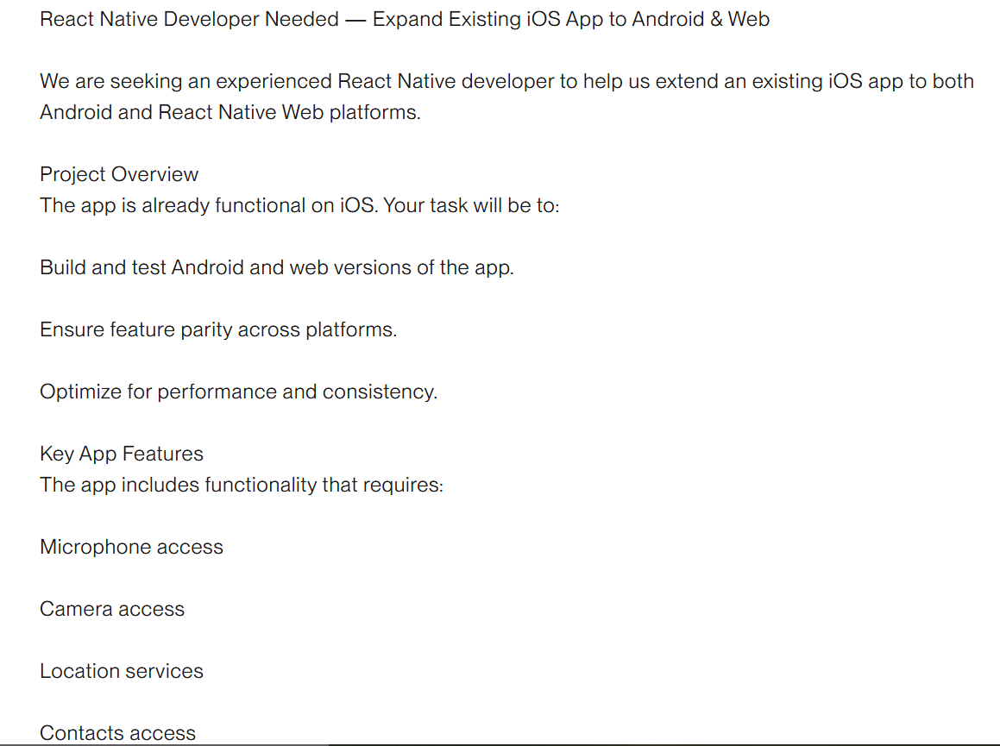 React Native Developer Needed — Expand Existing iOS App to Android & Web
We are seeking an experienced React Native developer to help us extend an existing iOS app to both
Android and React Native Web platforms.
Project Overview
The app is already functional on iOS. Your task will be to:
Build and test Android and web versions of the app.
Ensure feature parity across platforms.
Optimize for performance and consistency.
Key App Features
The app includes functionality that requires:
Microphone access
Camera access
Location services
Contacts access